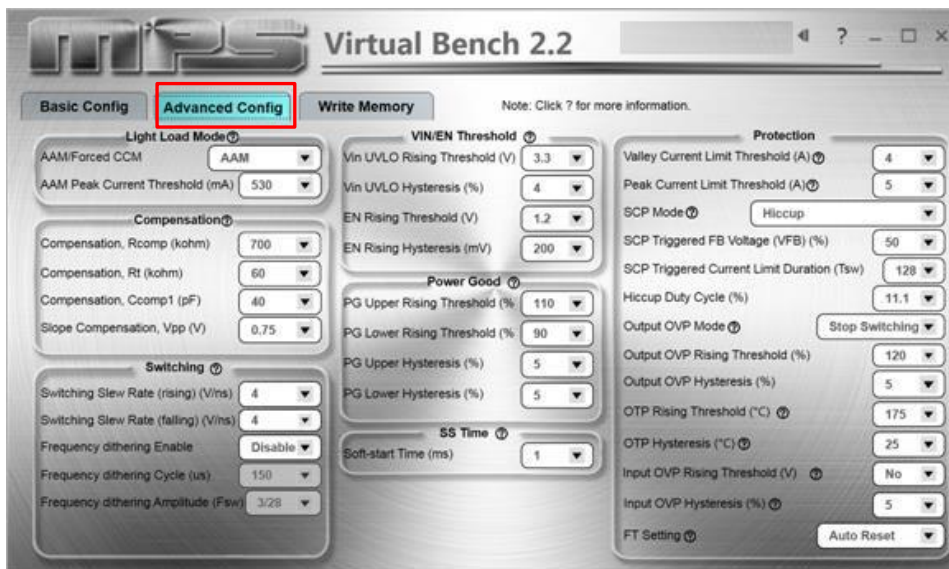 mps Virtual Bench 2.2
Basic Config Advanced Config Write Memory Note: Click ? for more information.
Light Load Mode?
AAM/Forced CCM AAM
AAM Peak Current Threshold (mA) 530
Compensation?
Compensation, Rcomp (kohm) 700
Compensation, Rt (kohm) 60
Compensation, Ccomp1 (pF) 40
Slope Compensation, Vpp (V) 0.75
Switching ?
Switching Slew Rate (rising) (V/ns) 4
Switching Slew Rate (falling) (V/ns) 4
Frequency dithering Enable Disable
Frequency dithering Cycle (us) 150
Frequency dithering Amplitude (Fsw) 3/28
VIN/EN Threshold ?
Vin UVLO Rising Threshold (V) 3.3
Vin UVLO Hysteresis (%) 4
EN Rising Threshold (V) 1.2
EN Rising Hysteresis (mV) 200
Power Good ?
PG Upper Rising Threshold (% 110
PG Lower Rising Threshold (% 90
PG Upper Hysteresis (%) 5
PG Lower Hysteresis (%) 5
SS Time ?
Soft-start Time (ms) 1
Protection
Valley Current Limit Threshold (A)? 4
Peak Current Limit Threshold (A)? 5
SCP Mode? Hiccup
SCP Triggered FB Voltage (VFB) (%) 50
SCP Triggered Current Limit Duration (Tsw) 128
Hiccup Duty Cycle (%) 11.1
Output OVP Mode? Stop Switching
Output OVP Rising Threshold (%) 120
Output OVP Hysteresis (%) 5
OTP Rising Threshold (°C) ? 175
OTP Hysteresis (°C) ? 25
Input OVP Rising Threshold (V) ? No
Input OVP Hysteresis (%) ? 5
FT Setting ? Auto Reset